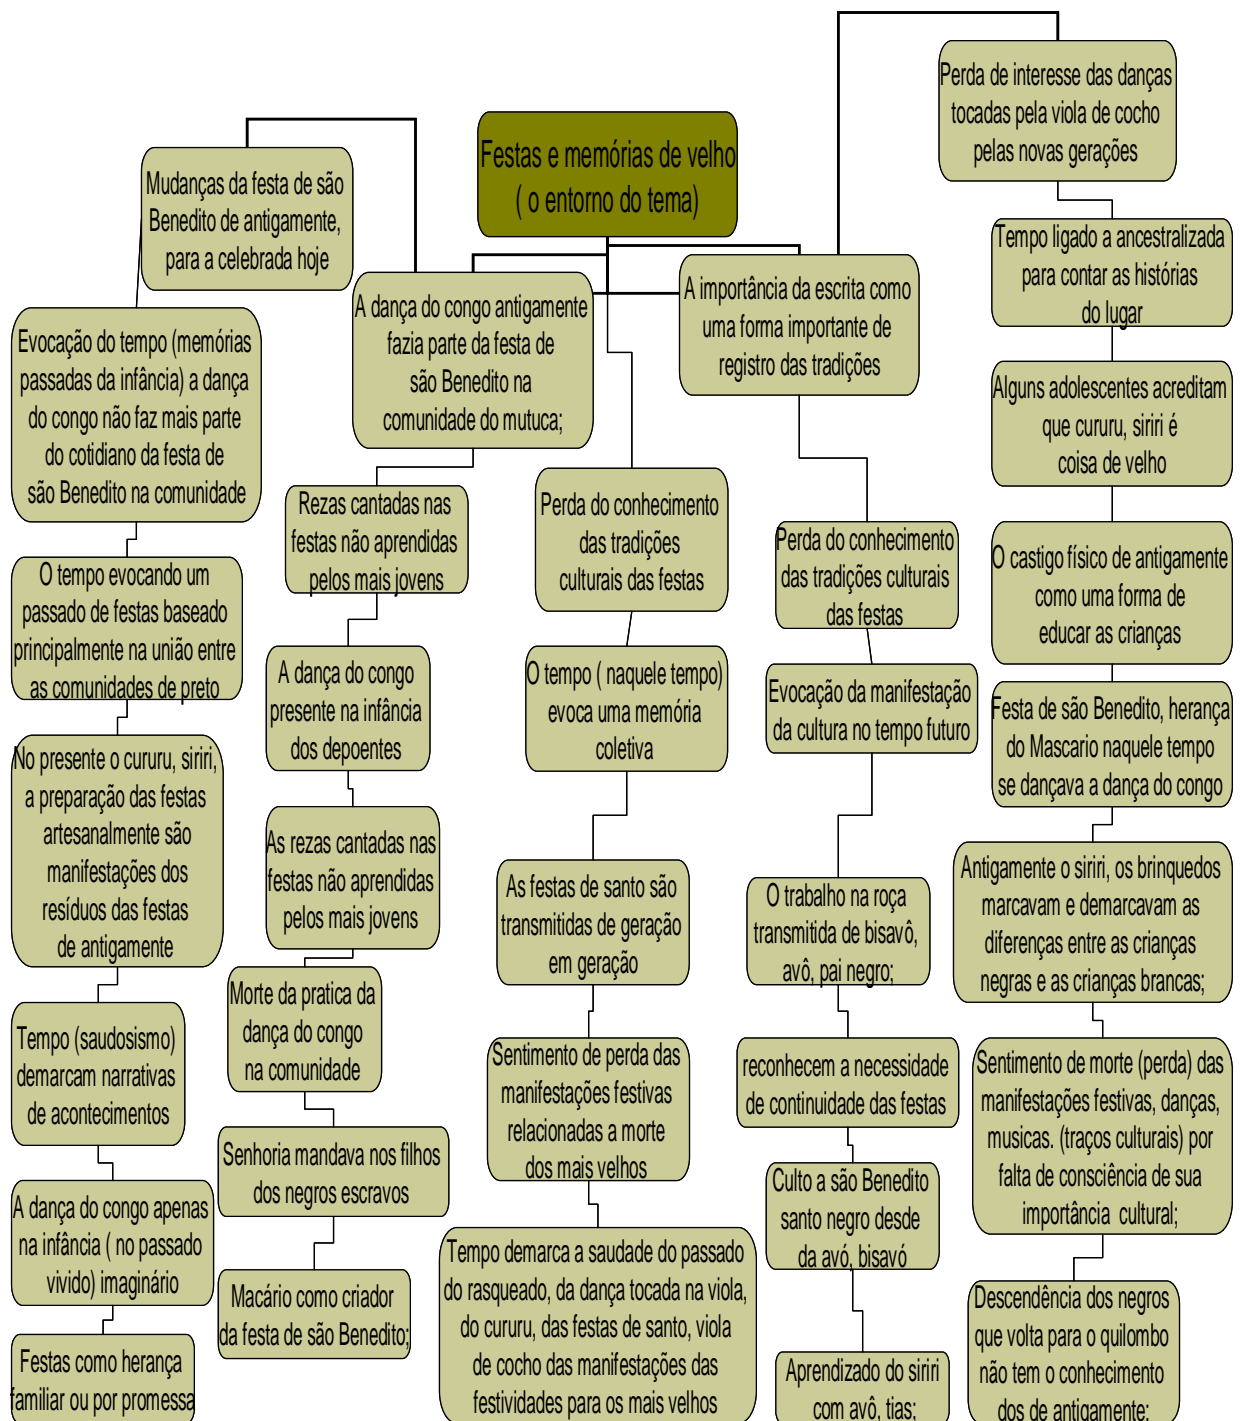 Festas e memórias de velho
( o entorno do tema)
Mudanças da festa de são
Benedito de antigamente,
para a celebrada hoje
Evocação do tempo (memórias
passadas da infância) a dança
do congo não faz mais parte
do cotidiano da festa de
são Benedito na comunidade
O tempo evocando um
passado de festas baseado
principalmente na união entre
as comunidades de preto
No presente o cururu, siriri,
a preparação das festas
artesanalmente são
manifestações dos
resíduos das festas
de antigamente
Tempo (saudosismo)
demarcam narrativas
de acontecimentos
A dança do congo apenas
na infância ( no passado
vivido) imaginário
Festas como herança
familiar ou por promessa
A dança do congo antigamente
fazia parte da festa de
são Benedito na
comunidade do mutuca;
Rezas cantadas nas
festas não aprendidas
pelos mais jovens
A dança do congo
presente na infância
dos depoentes
As rezas cantadas nas
festas não aprendidas
pelos mais jovens
Morte da pratica da
dança do congo
na comunidade
Senhoria mandava nos filhos
dos negros escravos
Macário como criador
da festa de são Benedito;
Perda do conhecimento
das tradições
culturais das festas
O tempo ( naquele tempo)
evoca uma memória
coletiva
As festas de santo são
transmitidas de geração
em geração
Sentimento de perda das
manifestações festivas
relacionadas a morte
dos mais velhos
Tempo demarca a saudade do passado
do rasqueado, da dança tocada na viola,
do cururu, das festas de santo, viola
de cocho das manifestações das
festividades para os mais velhos
A importância da escrita como
uma forma importante de
registro das tradições
Perda do conhecimento
das tradições culturais
das festas
Evocação da manifestação
da cultura no tempo futuro
O trabalho na roça
transmitida de bisavô,
avô, pai negro;
reconhecem a necessidade
de continuidade das festas
Culto a são Benedito
santo negro desde
da avó, bisavó
Aprendizado do siriri
com avô, tias;
Perda de interesse das danças
tocadas pela viola de cocho
pelas novas gerações
Tempo ligado a ancestralizada
para contar as histórias
do lugar
Alguns adolescentes acreditam
que cururu, siriri é
coisa de velho
O castigo físico de antigamente
como uma forma de
educar as crianças
Festa de são Benedito, herança
do Mascario naquele tempo
se dançava a dança do congo
Antigamente o siriri, os brinquedos
marcavam e demarcavam as
diferenças entre as crianças
negras e as crianças brancas;
Sentimento de morte (perda) das
manifestações festivas, danças,
musicas. (traços culturais) por
falta de consciência de sua
importância cultural;
Descendência dos negros
que volta para o quilombo
não tem o conhecimento
dos de antigamente;